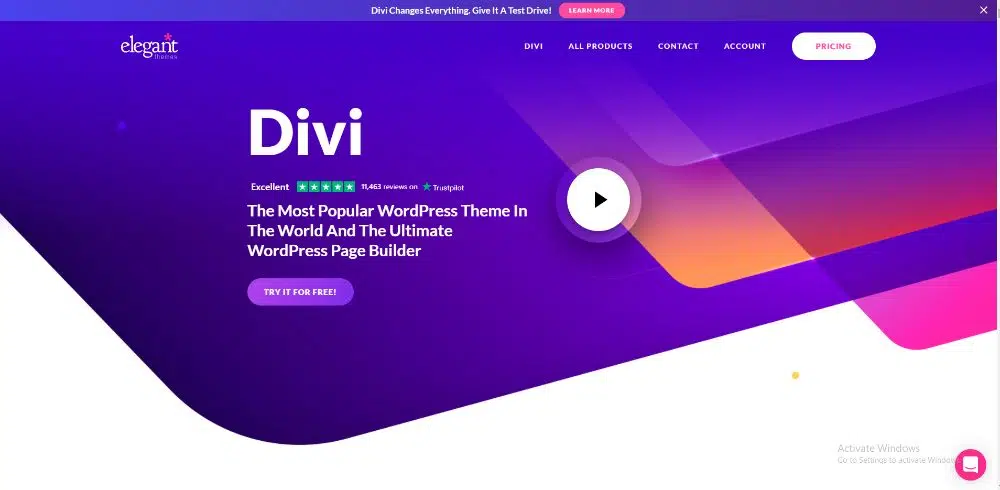 Divi Changes Everything. Give It A Test Drive! LEARN MORE
elegant themes
DIVI ALL PRODUCTS CONTACT ACCOUNT PRICING
Divi
Excellent 11,463 reviews on Trustpilot
The Most Popular WordPress Theme In
The World And The Ultimate
WordPress Page Builder
TRY IT FOR FREE!
Activate Windows
Go to Settings to activate Windows.